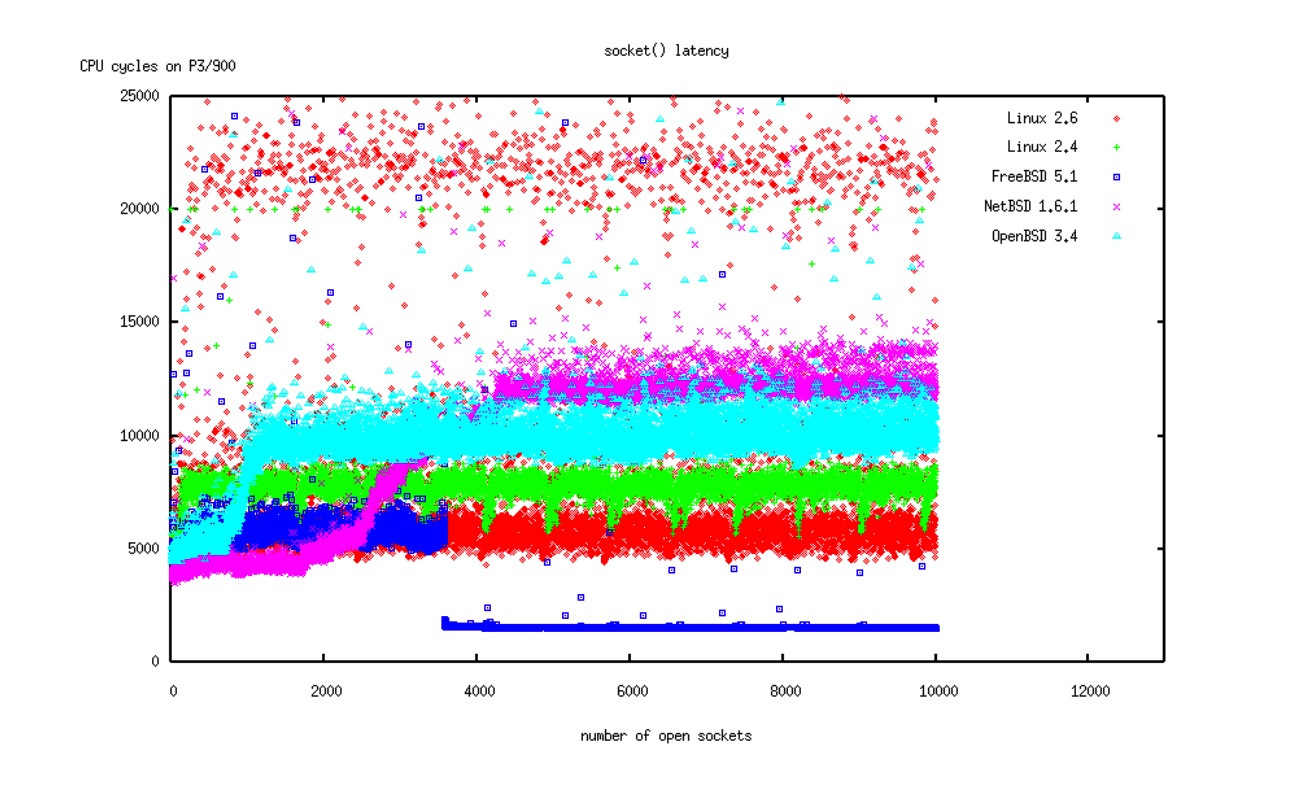 socket() latency
CPU cycles on P3/900
25000
20000
15000
10000
5000
0
0 2000 4000 6000 8000 10000 12000
number of open sockets
Linux 2.6
Linux 2.4
FreeBSD 5.1
NetBSD 1.6.1
OpenBSD 3.4